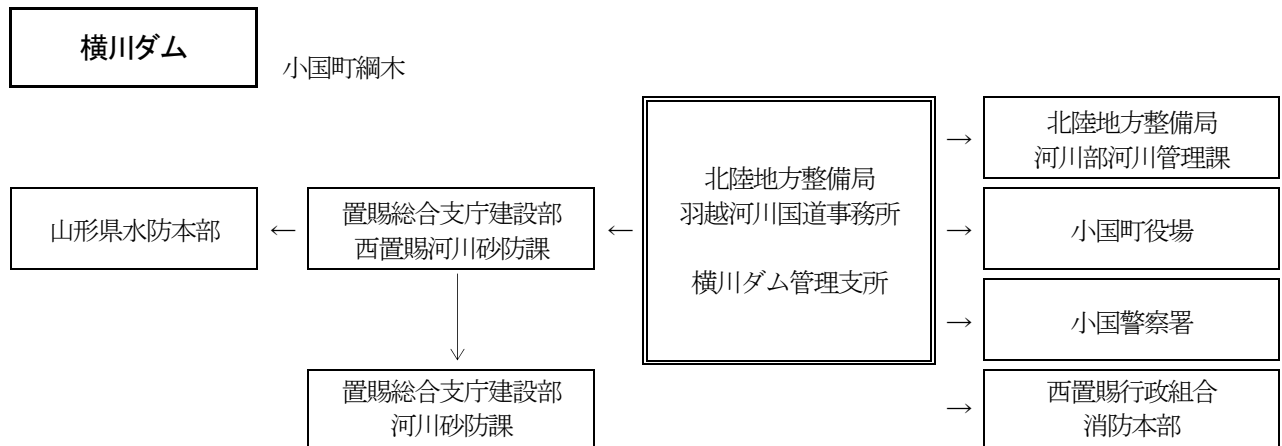 横川ダム
小国町綱木
北陸地方整備局
河川部河川管理課
北陸地方整備局
羽越河川国道事務所
横川ダム管理支所
→
山形県水防本部
←
置賜総合支庁建設部
西置賜河川砂防課
←
→
小国町役場
→
小国警察署
置賜総合支庁建設部
河川砂防課
→
西置賜行政組合
消防本部